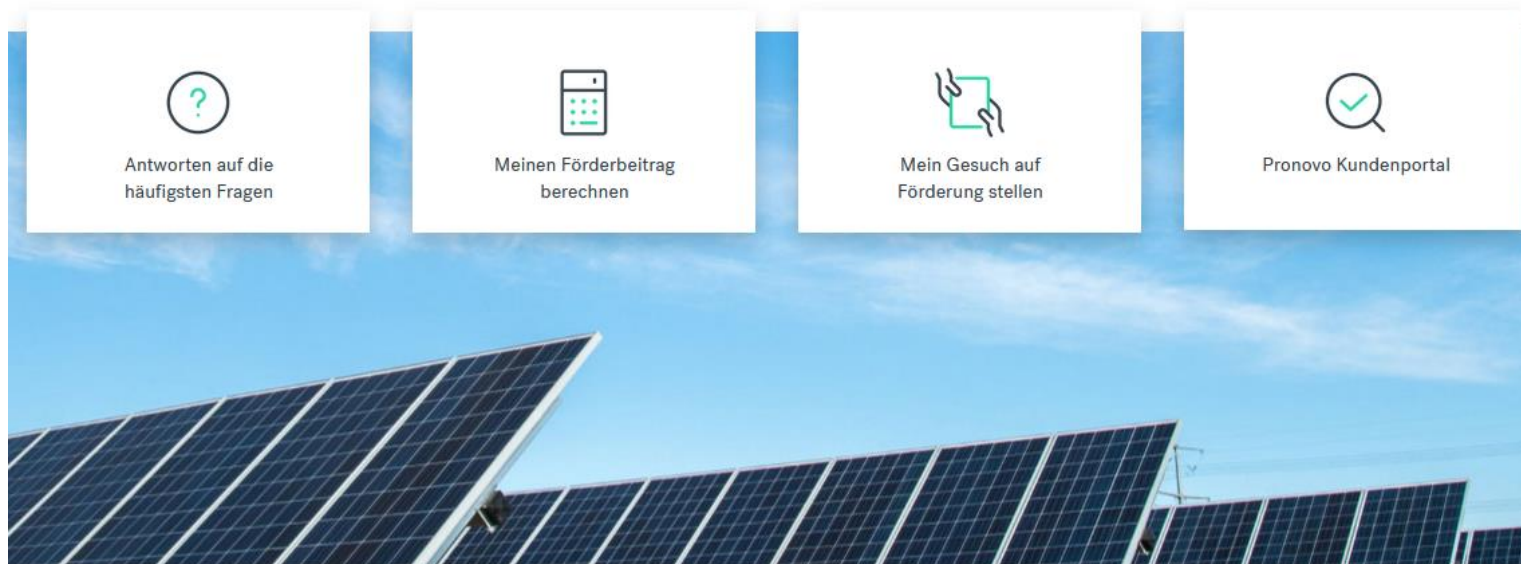 Antworten auf die
häufigsten Fragen
Meinen Förderbeitrag
berechnen
Mein Gesuch auf
Förderung stellen
Pronovo Kundenportal